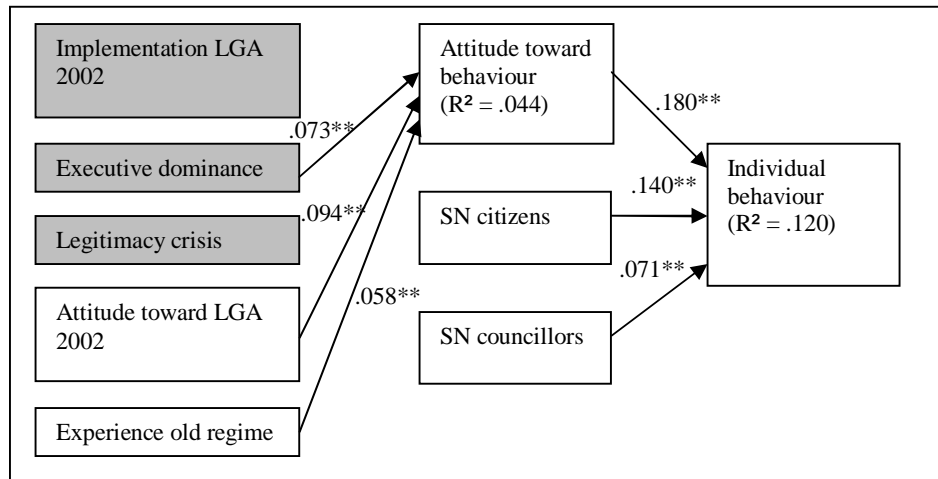 Implementation LGA
2002
Executive dominance
Legitimacy crisis
Attitude toward LGA
2002
Experience old regime
.073**
.094**
.058**
Attitude toward
behaviour
(R² = .044)
SN citizens
SN councillors
.180**
.140**
.071**
Individual
behaviour
(R² = .120)